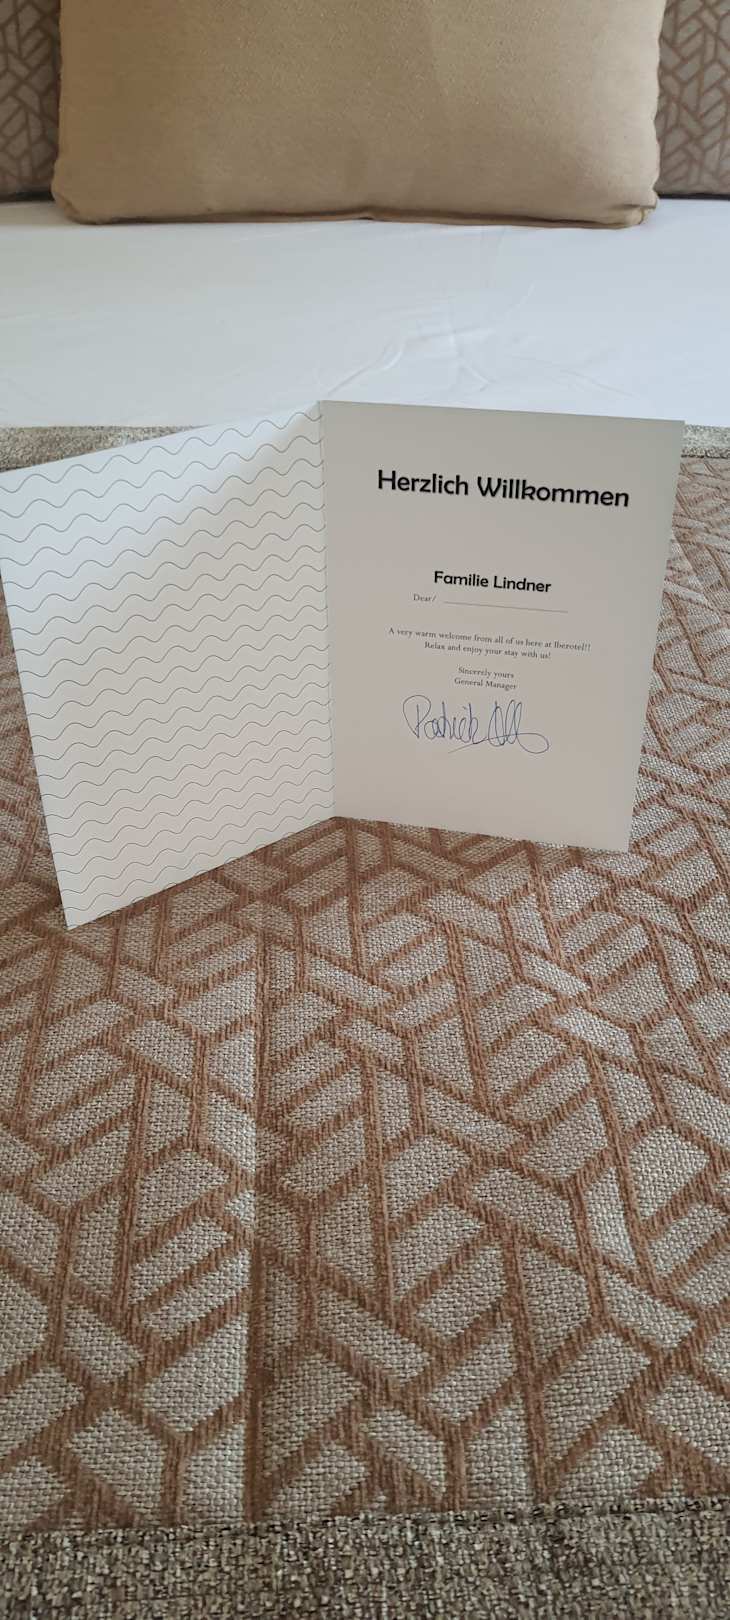 Herzlich Willkommen
Familie Lindner
Dear/
A very warm welcome from all of us here at Iberotel!!
Relax and enjoy your stay with us!
Sincerely yours
General Manager
Patrick